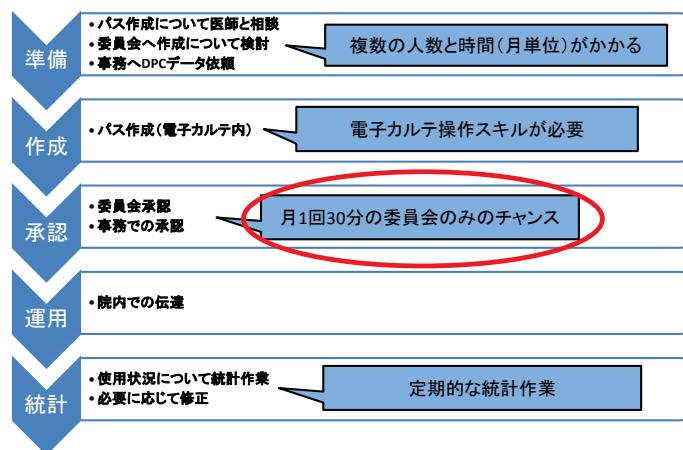 準備
・パス作成について医師と相談
・委員会へ作成について検討
・事務へDPCデータ依頼
複数の人数と時間(月単位)がかかる
作成
・パス作成(電子カルテ内)
電子カルテ操作スキルが必要
承認
・委員会承認
・事務での承認
月1回30分の委員会のみのチャンス
運用
・院内での伝達
統計
・使用状況について統計作業
・必要に応じて修正
定期的な統計作業